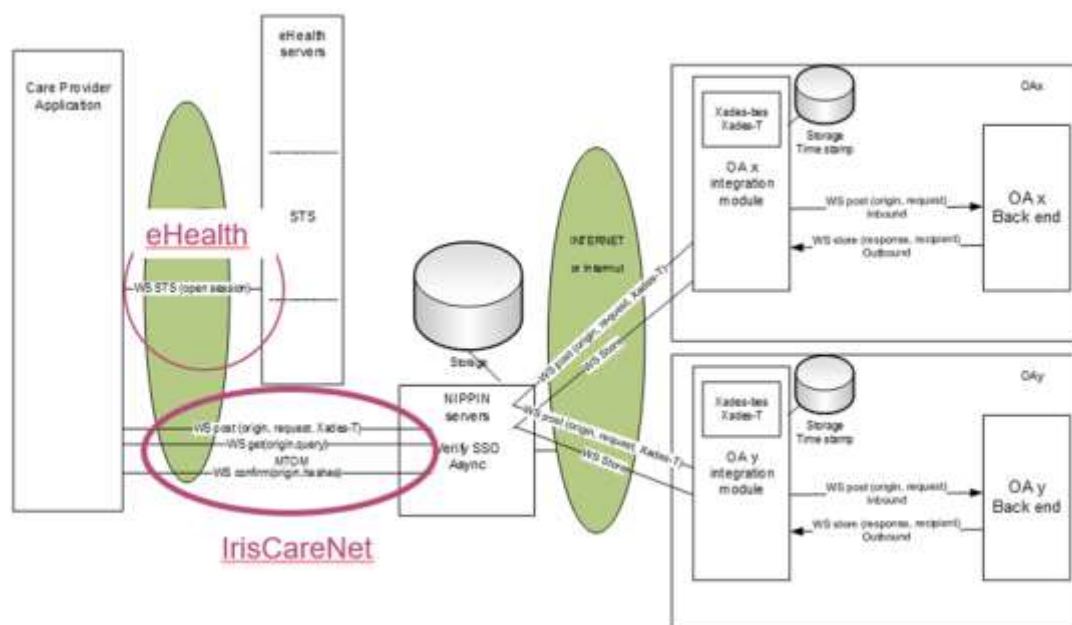 Care Provider
Application
eHealth
servers
STS
eHealth
WS STS (open session)
Storage
NIPPIN
servers
Verify SSO
Async
WS post (origin, request, Xades-T)
WS get(origin,query)
MTOM
WS confirm(origin,hashes)
IrisCareNet
INTERNET
WS post (origin, request, Xades-T)
WS Store
WS post (origin, request, Xades-T)
WS Store
OAx
Xades-bes
Xades-T
Storage
Time stamp
OA x
integration
module
WS post (origin, request)
Inbound
WS store (response, recipient)
Outbound
OA x
Back end
OAy
Xades-bes
Xades-T
Storage
Time stamp
OA y
integration
module
WS post (origin, request)
Inbound
WS store (response, recipient)
Outbound
OA y
Back end